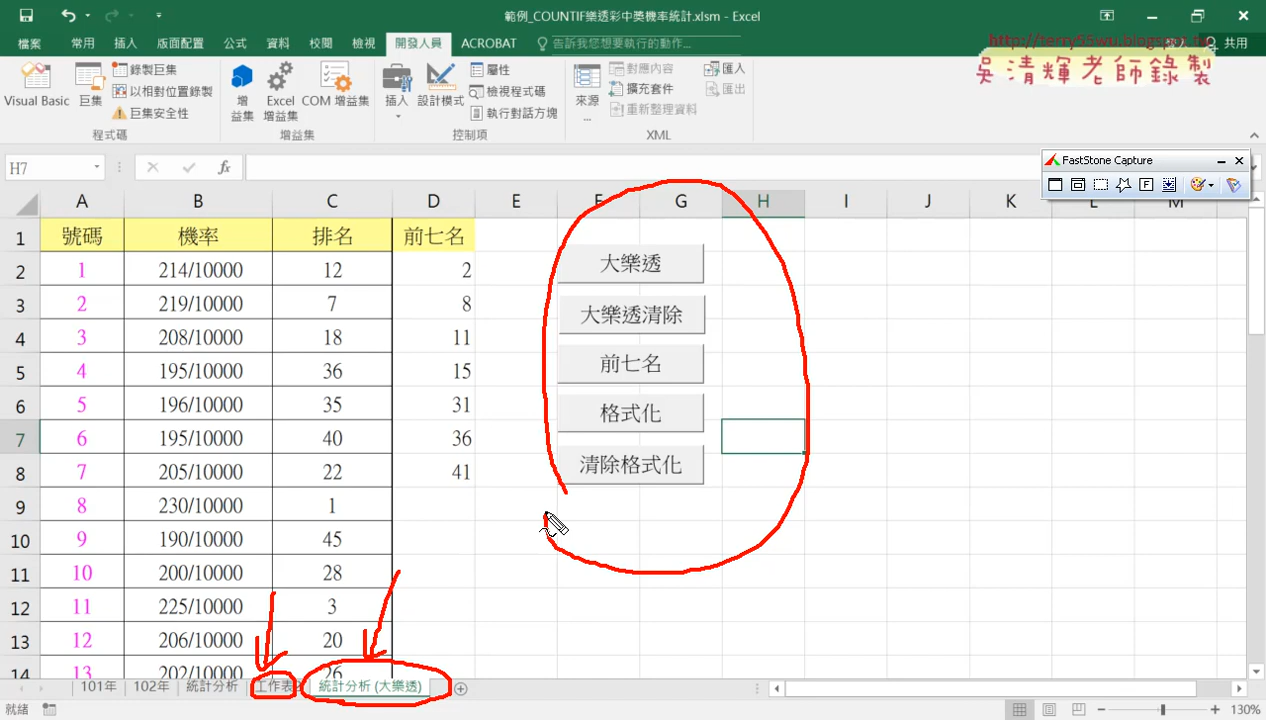 範例_COUNTIF樂透彩中獎機率統計.xlsm - Excel
檔案 常用 插入 版面配置 公式 資料 校閱 檢視 開發人員 ACROBAT 告訴我您想要執行的動作... 共用
http://terry55wu.blogspot.tw
吳清輝老師錄製
Visual Basic 巨集 錄製巨集 以相對位置錄製 巨集安全性
增益集 Excel 增益集 COM 增益集
插入 設計模式 屬性 檢視程式碼 執行對話方塊
來源... 對應內容 擴充套件 重新整理資料 匯入 匯出
程式碼 增益集 控制項 XML
H7 fx
FastStone Capture
A B C D E F G H I J K L M
1 號碼 機率 排名 前七名
2 1 214/10000 12 2 大樂透
3 2 219/10000 7 8 大樂透清除
4 3 208/10000 18 11
5 4 195/10000 36 15 前七名
6 5 196/10000 35 31 格式化
7 6 195/10000 40 36
8 7 205/10000 22 41 清除格式化
9 8 230/10000 1
10 9 190/10000 45
11 10 200/10000 28
12 11 225/10000 3
13 12 206/10000 20
14 13 202/10000 26
101年 102年 統計分析 工作表 統計分析 (大樂透)
就緒 130%